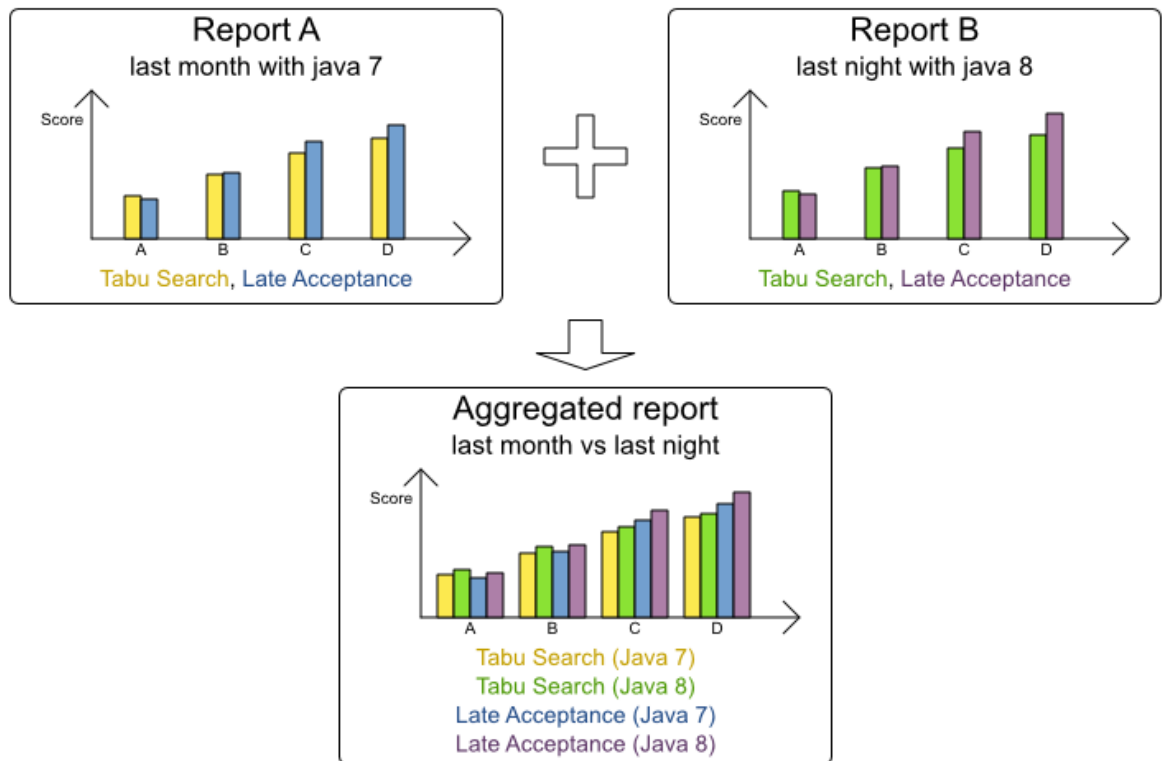 Report A
last month with java 7
Score
A B C D
Tabu Search, Late Acceptance
Report B
last night with java 8
Score
A B C D
Tabu Search, Late Acceptance
Aggregated report
last month vs last night
Score
A B C D
Tabu Search (Java 7)
Tabu Search (Java 8)
Late Acceptance (Java 7)
Late Acceptance (Java 8)